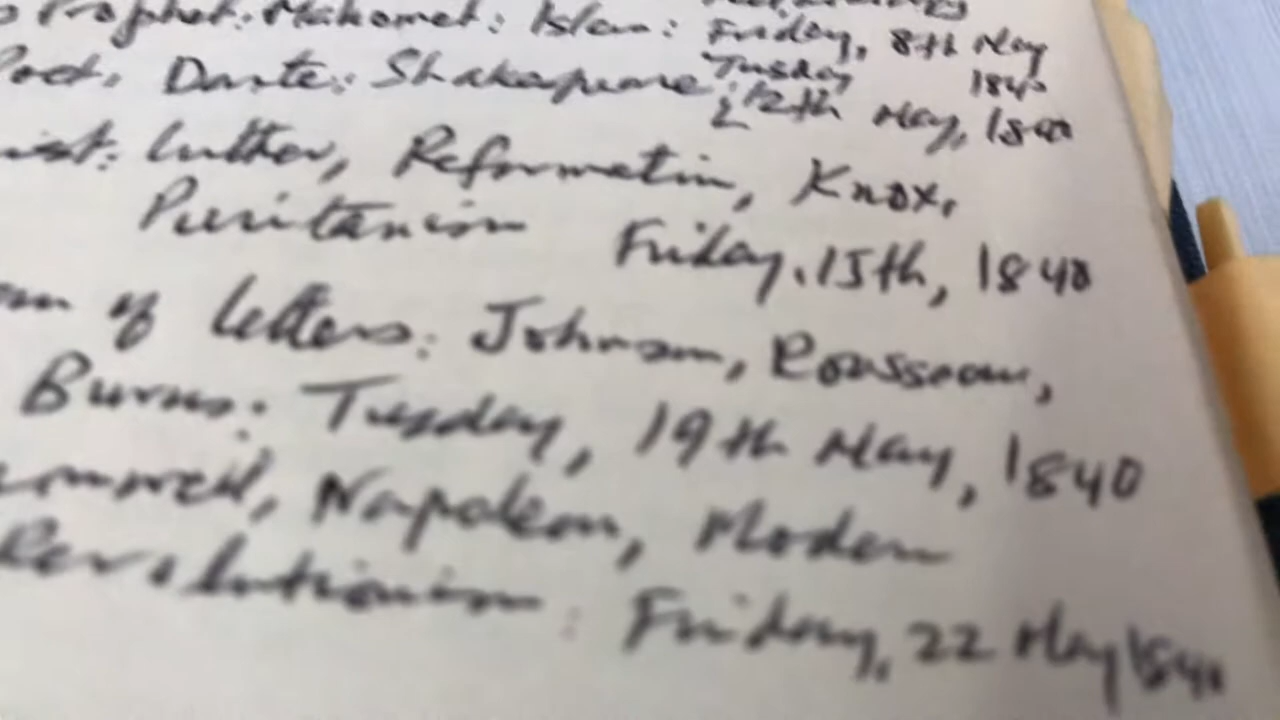 Prophet: Mahomet: Islam: Friday, 8th May 1840
Poet, Dante: Shakespeare: Tuesday 12th May, 1840
Luther, Reformation, Knox,
Puritanism Friday, 15th, 1840
of letters: Johnson, Rousseau,
Burns: Tuesday, 19th May, 1840
Napoleon, Modern
Revolutionism: Friday, 22 May 1840